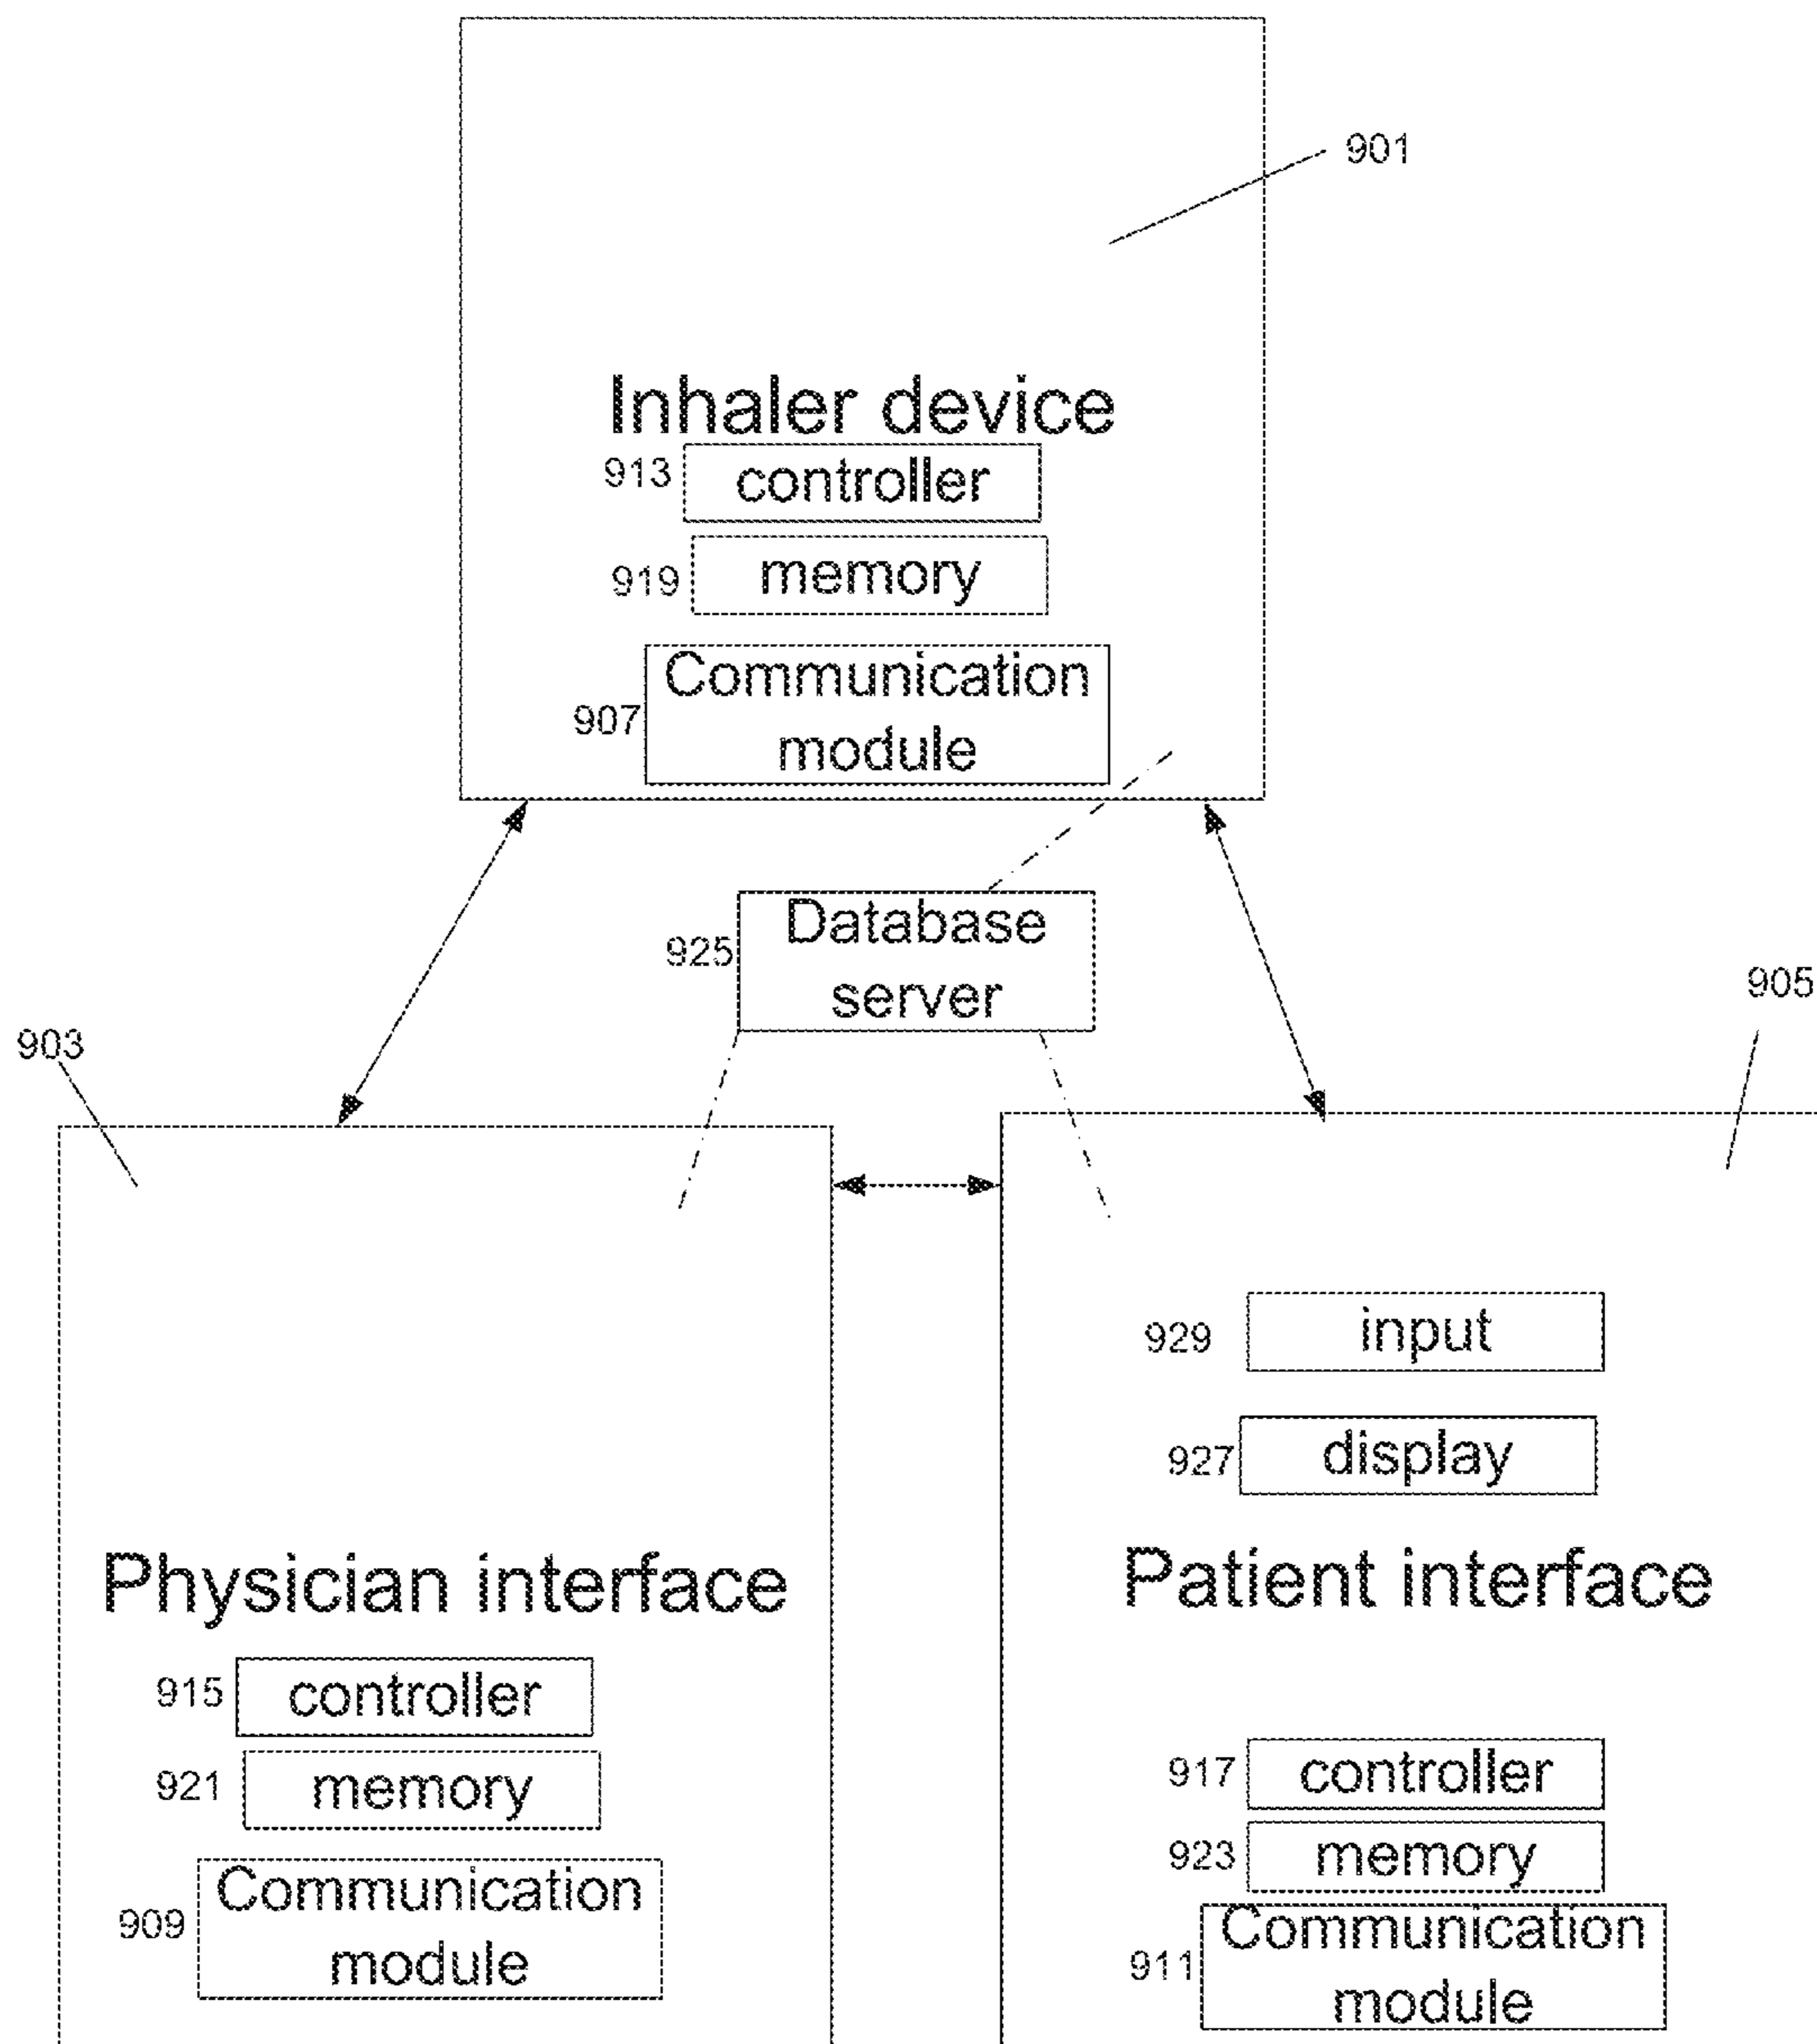 901
Inhaler device
913 controller
919 memory
907 Communication
module
925 Database
server
903
905
929 input
927 display
Physician interface
Patient interface
915 controller
921 memory
909 Communication
module
917 controller
923 memory
911 Communication
module